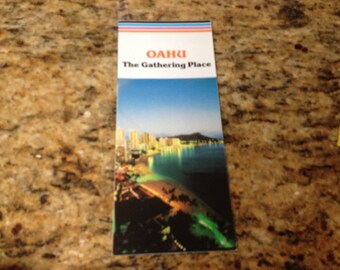 OAHU
The Gathering Place